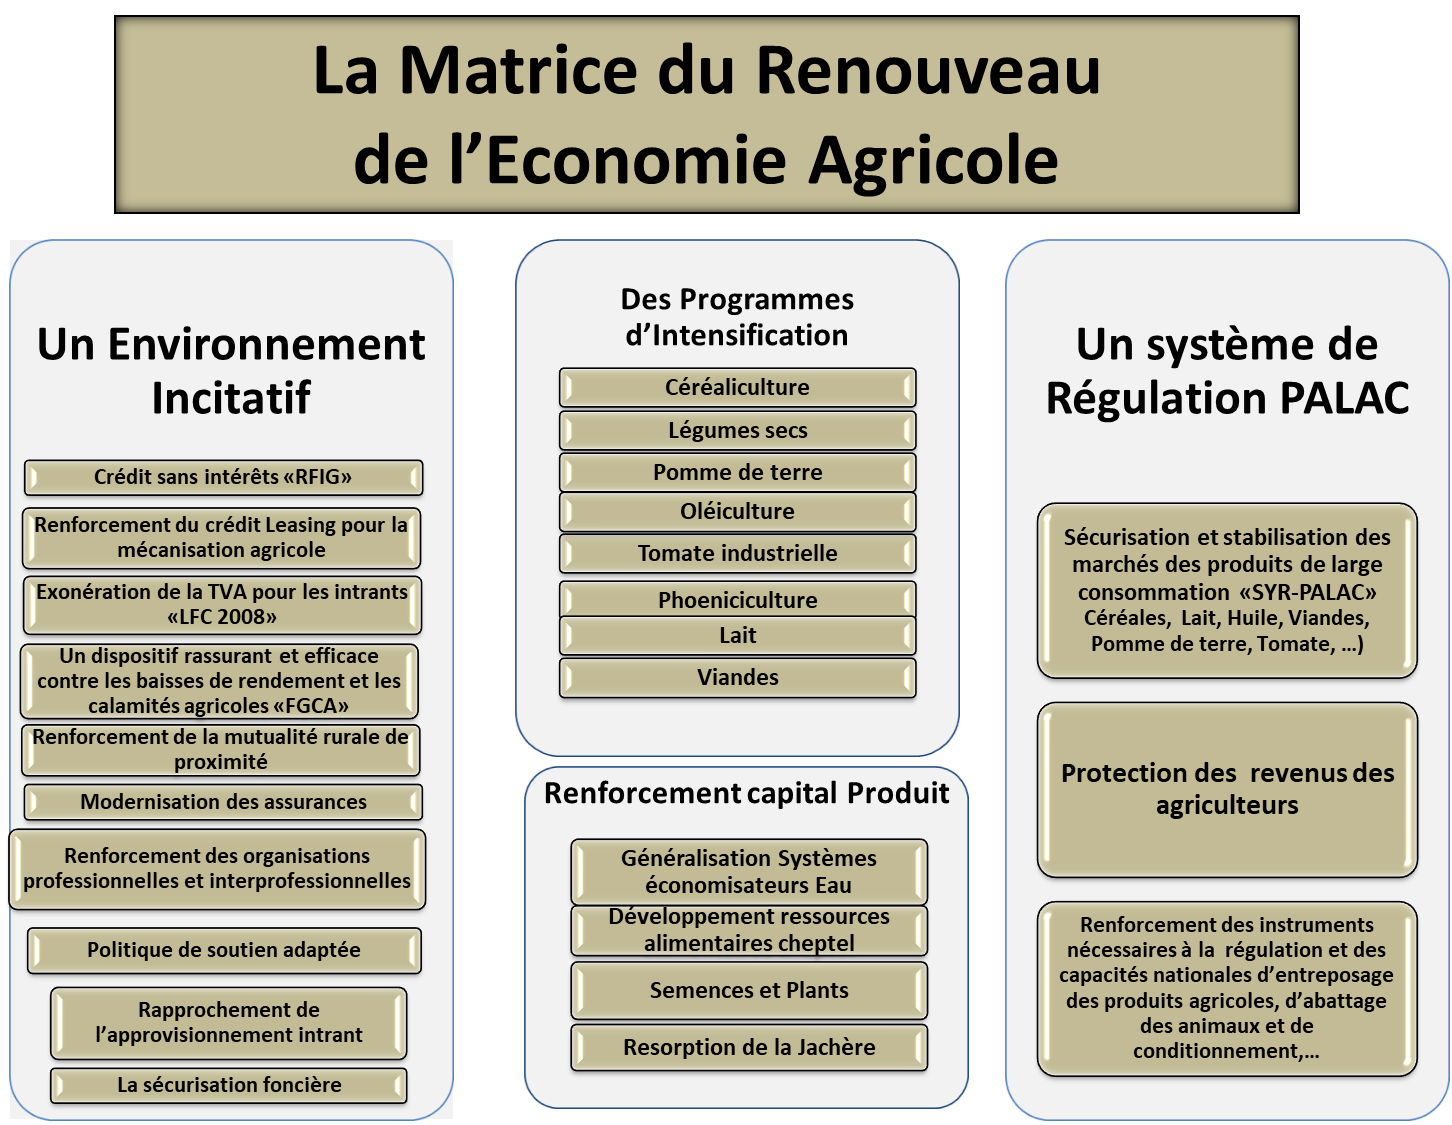 La Matrice du Renouveau
de l’Economie Agricole
Un Environnement
Incitatif
Crédit sans intérêts «RFIG»
Renforcement du crédit Leasing pour la
mécanisation agricole
Exonération de la TVA pour les intrants
«LFC 2008»
Un dispositif rassurant et efficace
contre les baisses de rendement et les
calamités agricoles «FGCA»
Renforcement de la mutualité rurale de
proximité
Modernisation des assurances
Renforcement des organisations
professionnelles et interprofessionnelles
Politique de soutien adaptée
Rapprochement de
l’approvisionnement intrant
La sécurisation foncière
Des Programmes
d’Intensification
Céréaliculture
Légumes secs
Pomme de terre
Oléiculture
Tomate industrielle
Phoeniciculture
Lait
Viandes
Renforcement capital Produit
Généralisation Systèmes
économisateurs Eau
Développement ressources
alimentaires cheptel
Semences et Plants
Resorption de la Jachère
Un système de
Régulation PALAC
Sécurisation et stabilisation des
marchés des produits de large
consommation «SYR-PALAC»
Céréales, Lait, Huile, Viandes,
Pomme de terre, Tomate, …)
Protection des revenus des
agriculteurs
Renforcement des instruments
nécessaires à la régulation et des
capacités nationales d’entreposage
des produits agricoles, d’abattage
des animaux et de
conditionnement,…